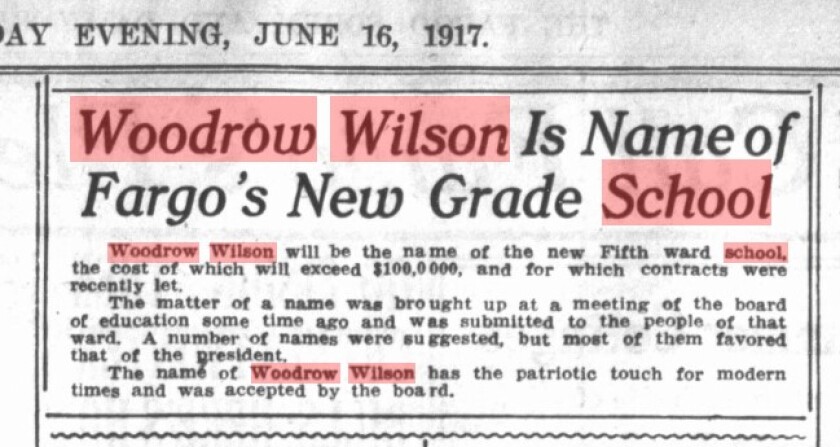 DAY EVENING, JUNE 16, 1917.
Woodrow Wilson Is Name of
Fargo's New Grade School
Woodrow Wilson will be the name of the new Fifth ward school,
the cost of which will exceed $100,0000, and for which contracts were
recently let.
The matter of a name was brought up at a meeting of the board
of education some time ago and was submitted to the people of that
ward. A number of names were suggested, but most of them favored
that of the president.
The name of Woodrow Wilson has the patriotic touch for modern
times and was accepted by the board.